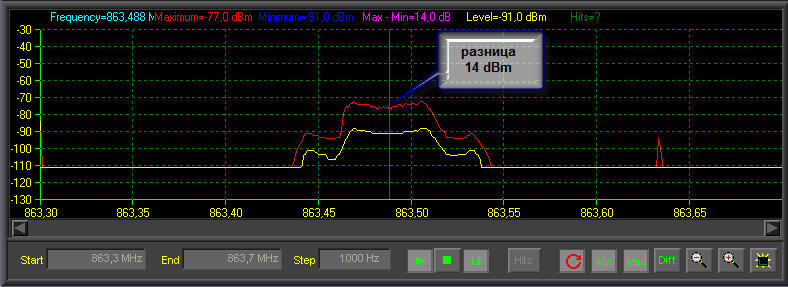 Frequency=863,488 M Maximum=-77,0 dBm Minimum=-91,0 dBm Max - Min=14,0 dB Level=-91,0 dBm Hits=?
-30
-40
разница
14 dBm
-50
-60
-70
-80
-90
-100
-110
-120
-130
863,30 863,35 863,40 863,45 863,50 863,55 863,60 863,65
Start 863,3 MHz End 863,7 MHz Step 1000 Hz Hits Diff